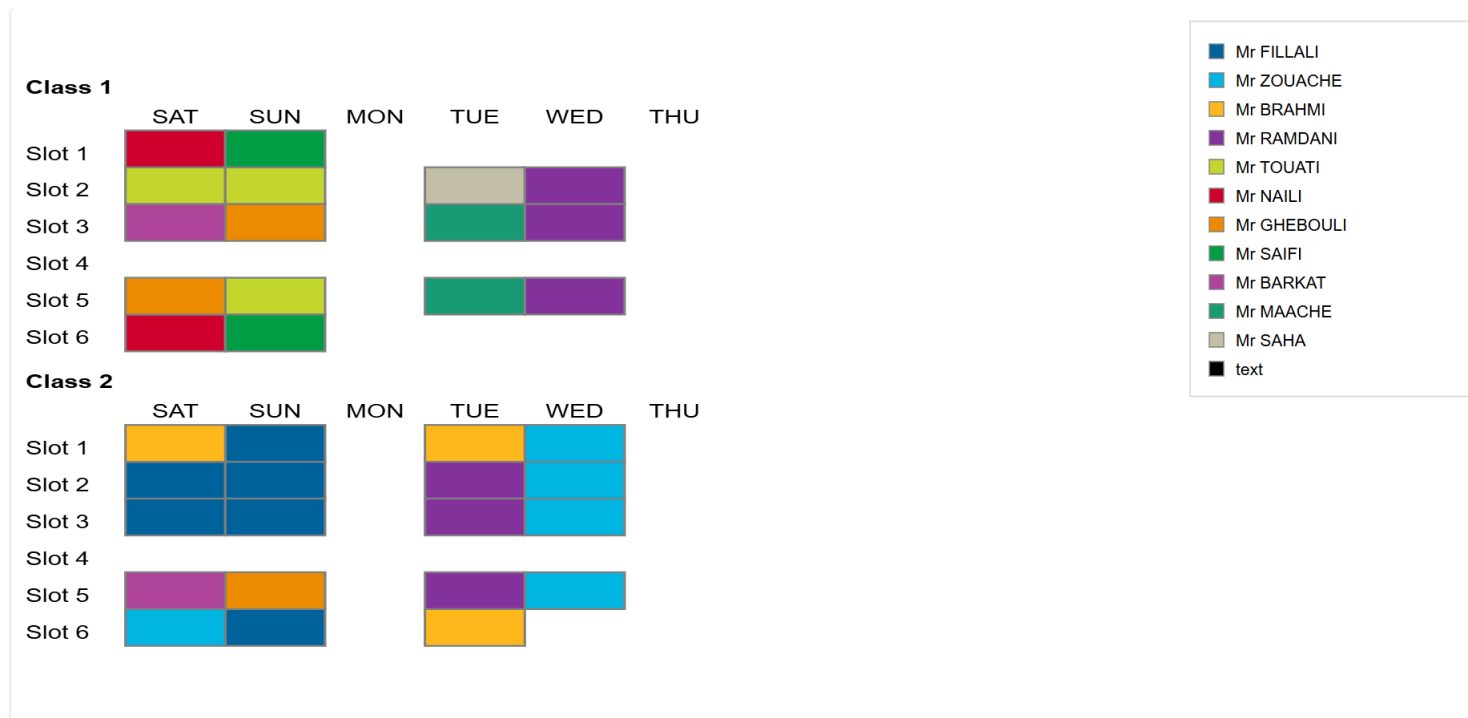 Class 1
SAT SUN MON TUE WED THU
Slot 1
Slot 2
Slot 3
Slot 4
Slot 5
Slot 6
Class 2
SAT SUN MON TUE WED THU
Slot 1
Slot 2
Slot 3
Slot 4
Slot 5
Slot 6
Mr FILLALI
Mr ZOUACHE
Mr BRAHMI
Mr RAMDANI
Mr TOUATI
Mr NAILI
Mr GHEBOULI
Mr SAIFI
Mr BARKAT
Mr MAACHE
Mr SAHA
text